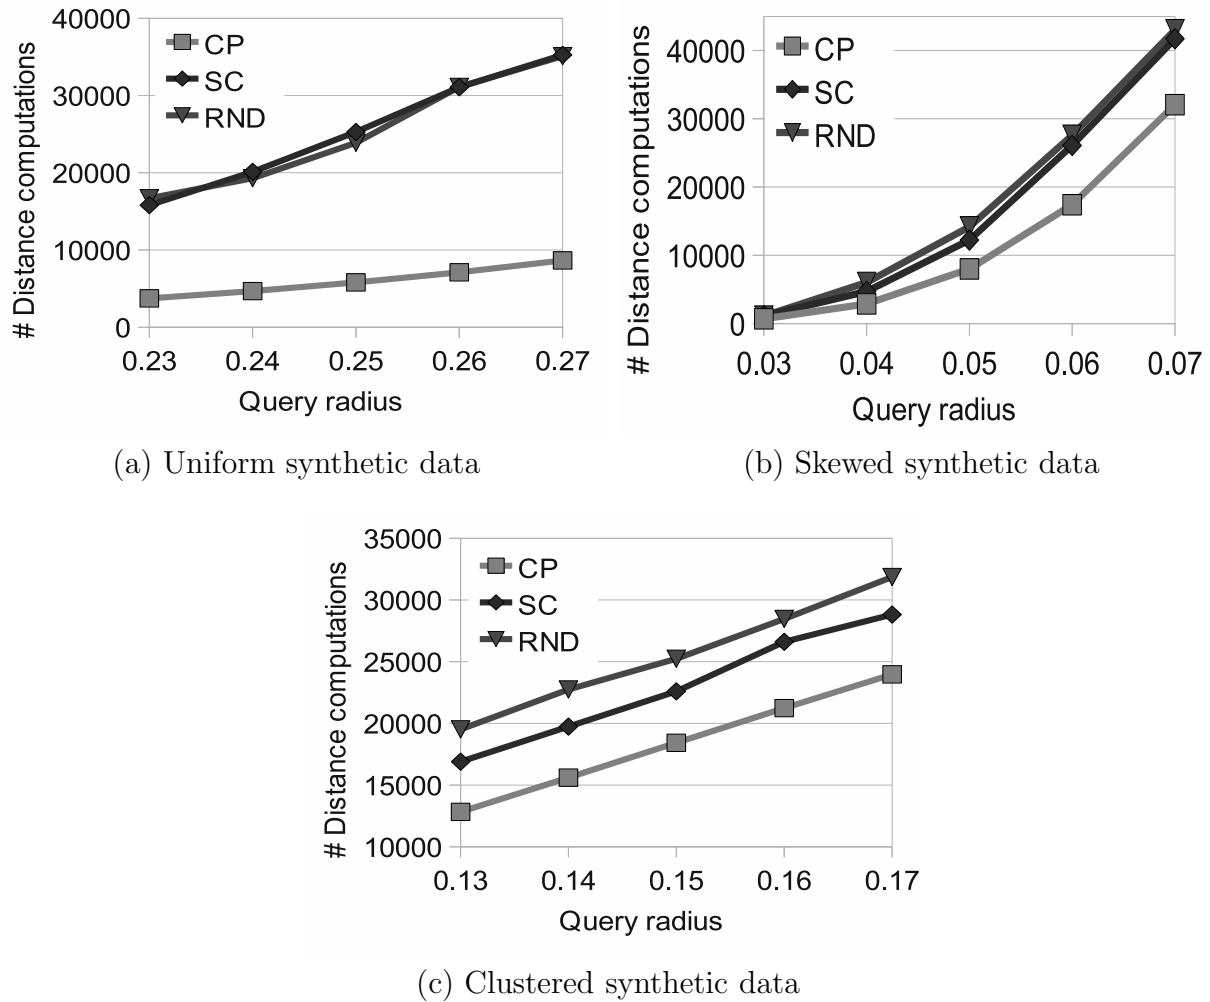 40000
30000
20000
10000
0
# Distance computations
CP
SC
RND
0.23 0.24 0.25 0.26 0.27
Query radius
(a) Uniform synthetic data
40000
30000
20000
10000
0
# Distance computations
CP
SC
RND
0.03 0.04 0.05 0.06 0.07
Query radius
(b) Skewed synthetic data
35000
30000
25000
20000
15000
10000
# Distance computations
CP
SC
RND
0.13 0.14 0.15 0.16 0.17
Query radius
(c) Clustered synthetic data